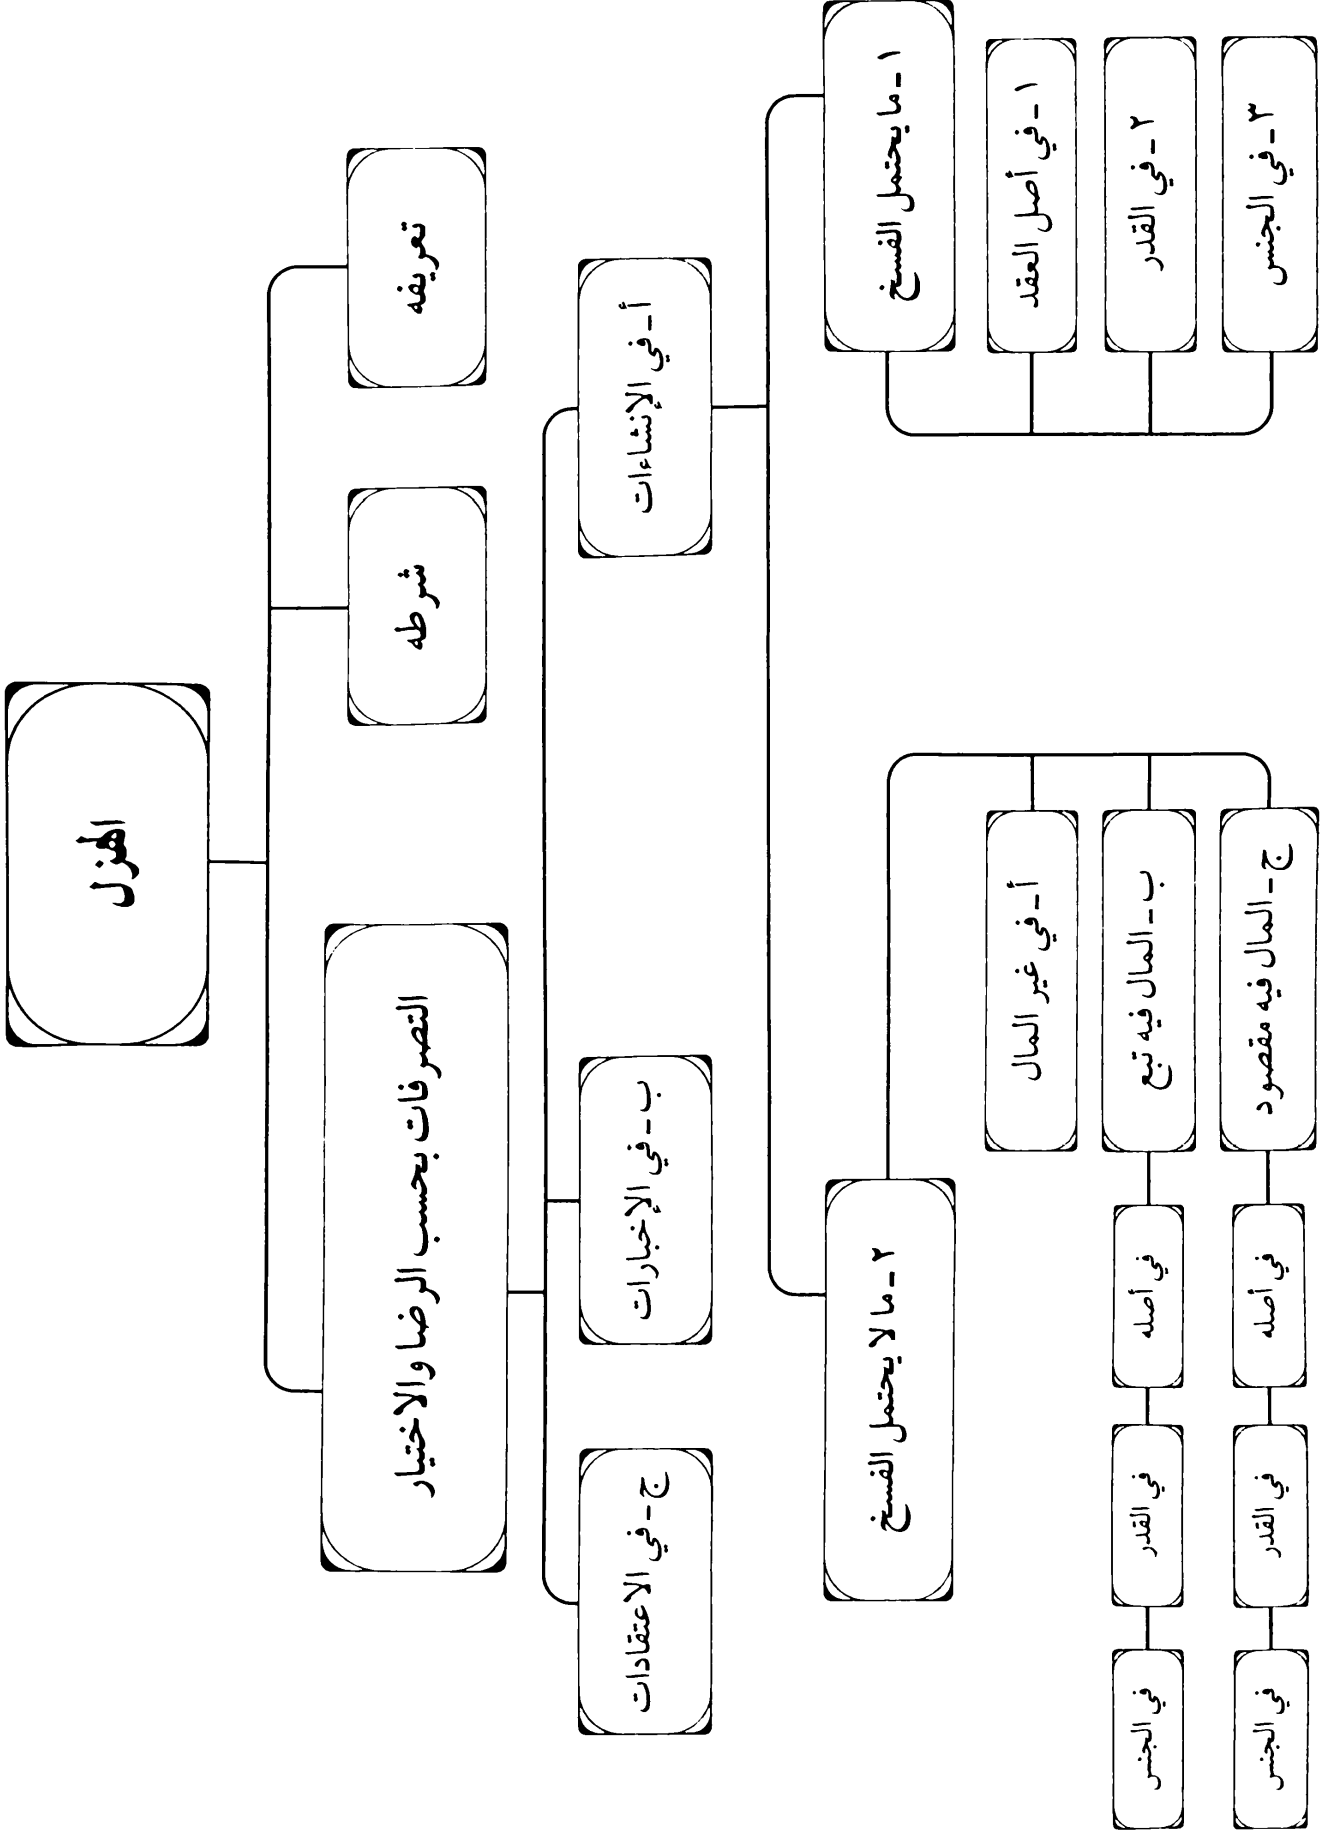 الهزل
تعريفه
شرطه
التصرفات بحسب الرضا والاختيار
أ - في الإنشاءات
ب - في الإخبارات
ج - في الاعتقادات
١ - ما يحتمل الفسخ
١ - في أصل العقد
٢ - في القدر
٣ - في الجنس
٢ - ما لا يحتمل الفسخ
أ - في غير المال
ب - المال فيه تبع
في أصله
في القدر
في الجنس
ج - المال فيه مقصود
في أصله
في القدر
في الجنس